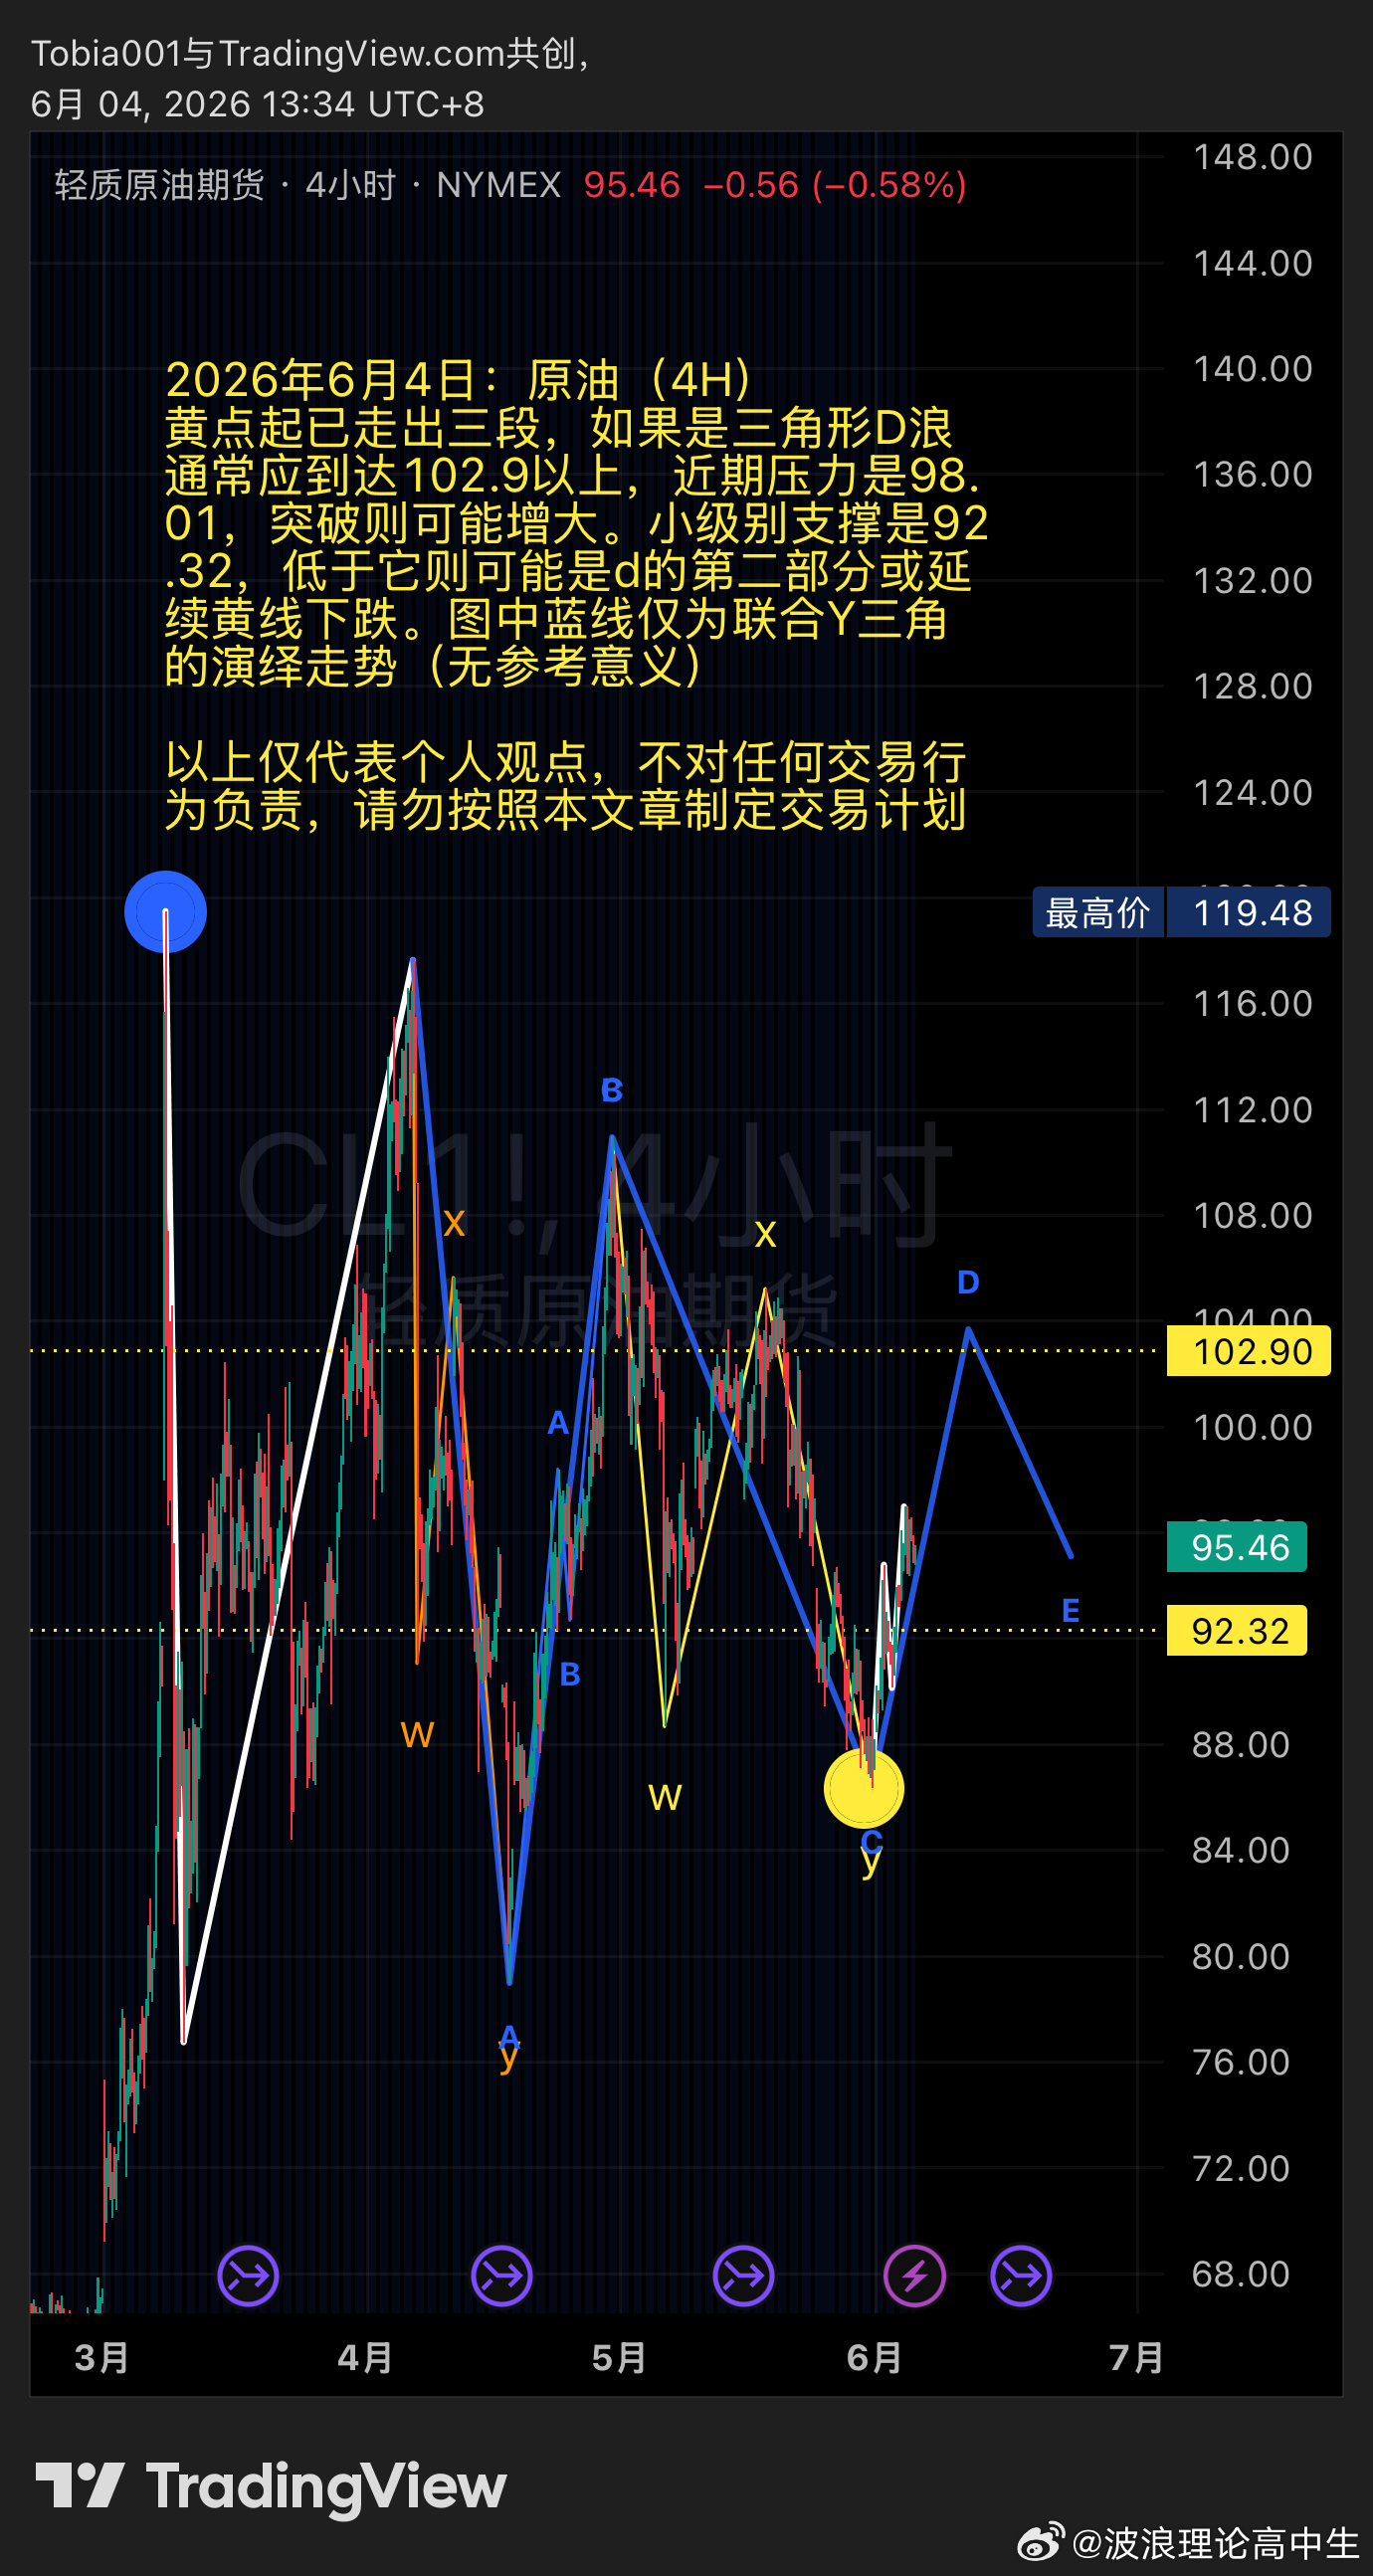 Tobia001与TradingView.com共创，
6月 04, 2026 13:34 UTC+8
轻质原油期货 · 4小时 · NYMEX 95.46 −0.56 (−0.58%)
148.00
144.00
140.00
136.00
132.00
128.00
124.00
2026年6月4日：原油（4H）
黄点起已走出三段，如果是三角形D浪
通常应到达102.9以上，近期压力是98.
01，突破则可能增大。小级别支撑是92
.32，低于它则可能是d的第二部分或延
续黄线下跌。图中蓝线仅为联合Y三角
的演绎走势（无参考意义）
以上仅代表个人观点，不对任何交易行
为负责，请勿按照本文章制定交易计划
最高价 119.48
116.00
112.00
108.00
104.00
102.90
100.00
95.46
92.32
88.00
84.00
80.00
76.00
72.00
68.00
CL1!, 4小时
轻质原油期货
B
X
X
D
A
E
B
W
W
C
y
A
y
3月 4月 5月 6月 7月
TradingView
@波浪理论高中生